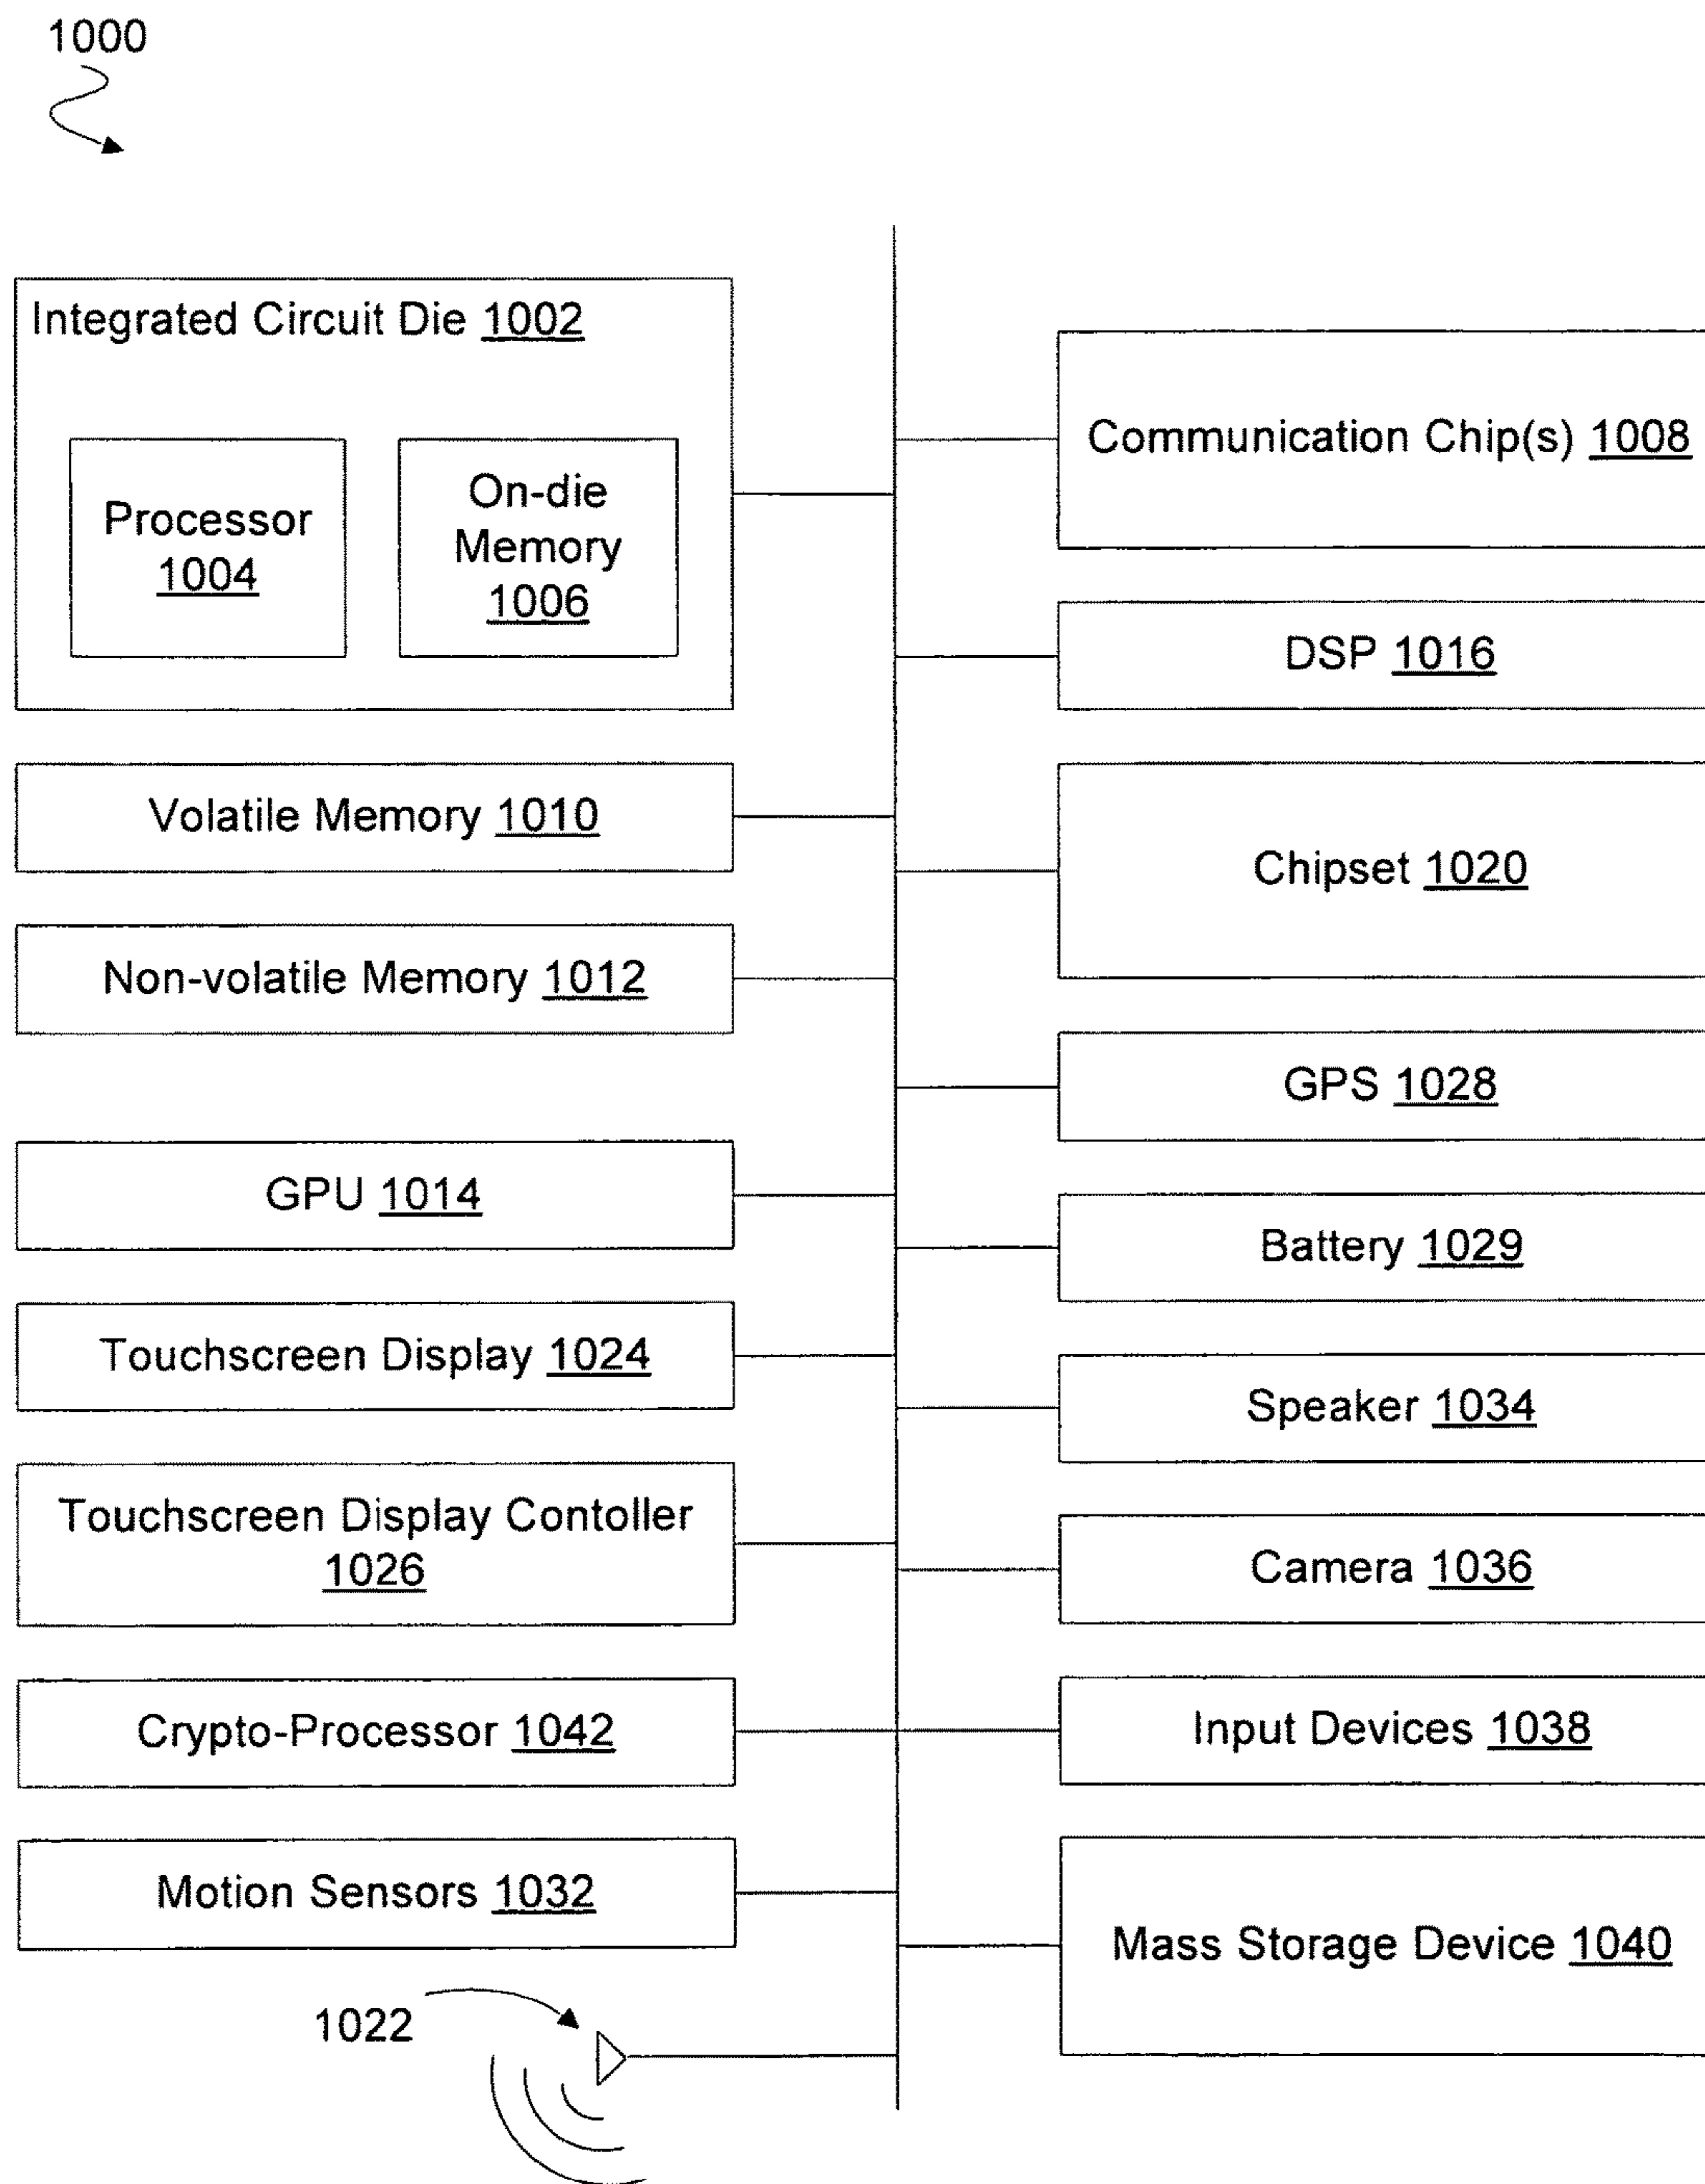 1000
Integrated Circuit Die 1002
Processor
1004
On-die
Memory
1006
Volatile Memory 1010
Non-volatile Memory 1012
GPU 1014
Touchscreen Display 1024
Touchscreen Display Contoller
1026
Crypto-Processor 1042
Motion Sensors 1032
1022
Communication Chip(s) 1008
DSP 1016
Chipset 1020
GPS 1028
Battery 1029
Speaker 1034
Camera 1036
Input Devices 1038
Mass Storage Device 1040